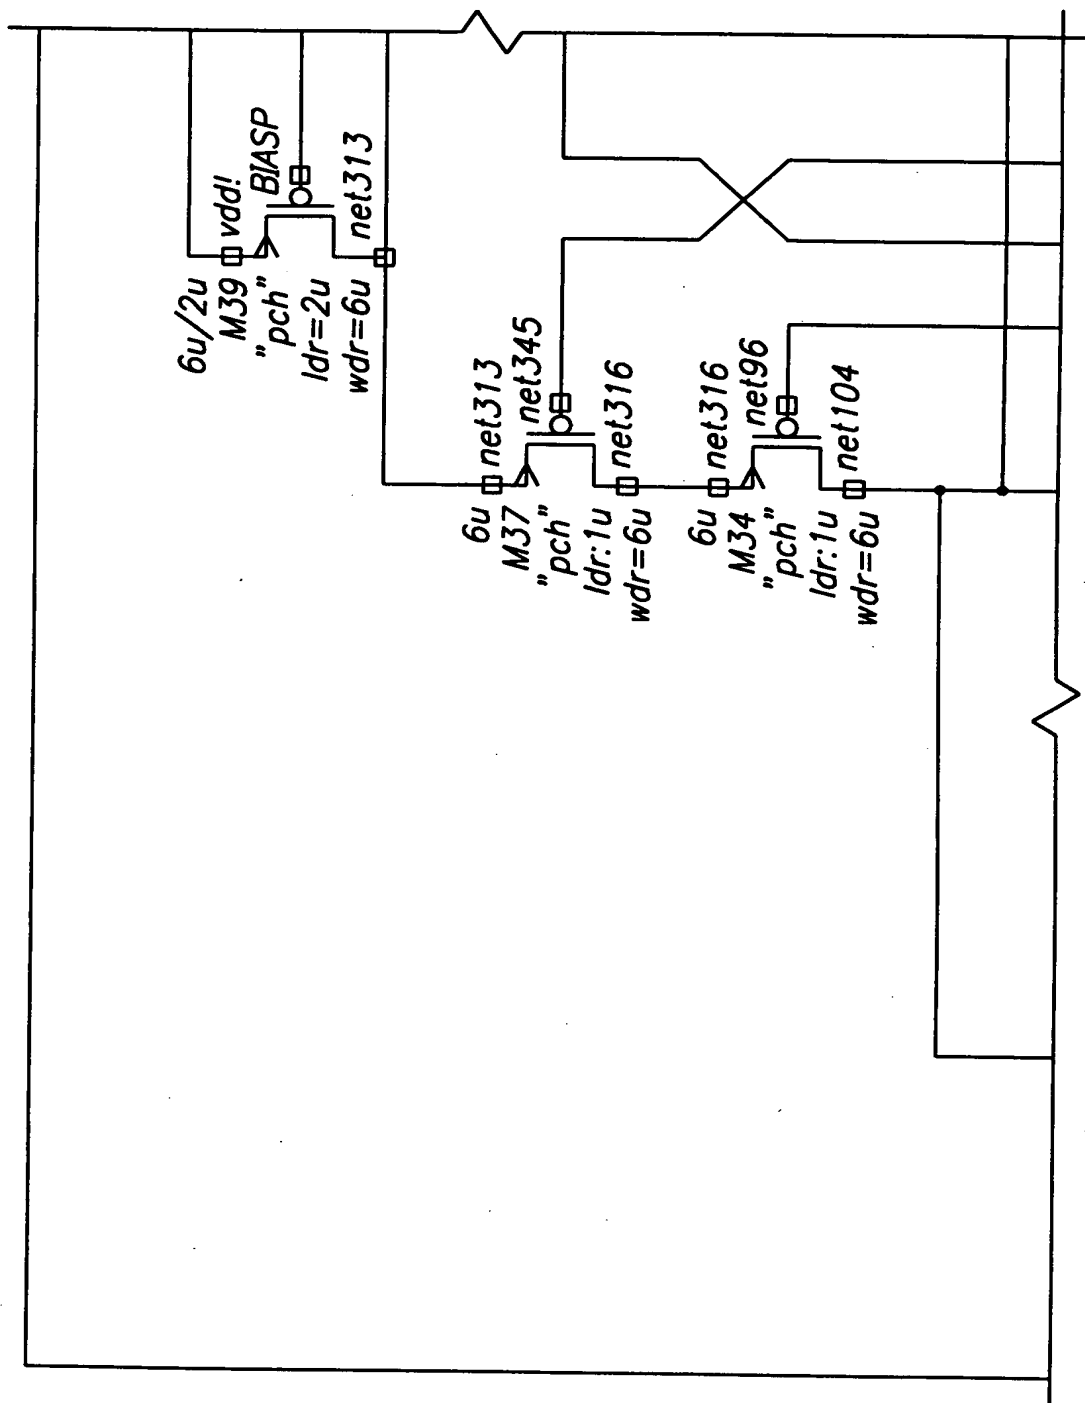 6u/2u
M39 vdd!
"pch" BIASP
ldr=2u
wdr=6u net313
6u net313
M37 net345
"pch"
ldr:1u net316
wdr=6u
6u net316
M34 net96
"pch"
ldr:1u net104
wdr=6u